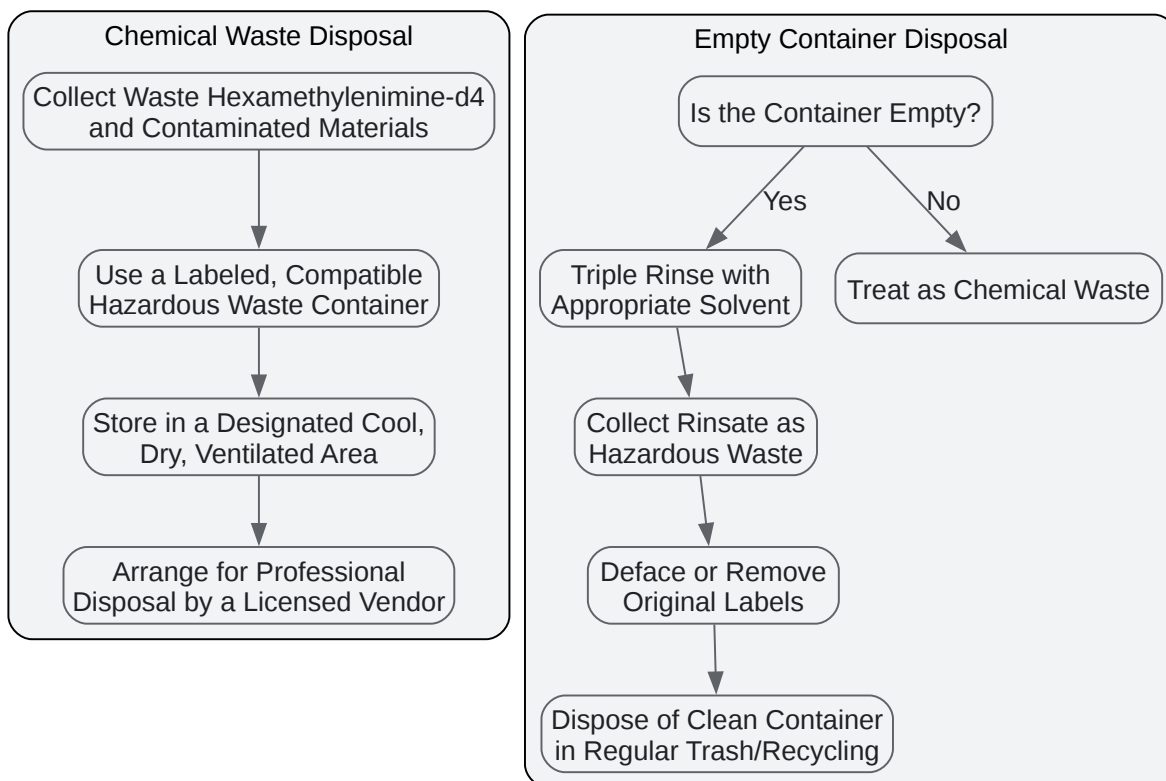 Chemical Waste Disposal
Collect Waste Hexamethylenimine-d4
and Contaminated Materials
Use a Labeled, Compatible
Hazardous Waste Container
Store in a Designated Cool,
Dry, Ventilated Area
Arrange for Professional
Disposal by a Licensed Vendor
Empty Container Disposal
Is the Container Empty?
Yes
No
Triple Rinse with
Appropriate Solvent
Treat as Chemical Waste
Collect Rinsate as
Hazardous Waste
Deface or Remove
Original Labels
Dispose of Clean Container
in Regular Trash/Recycling